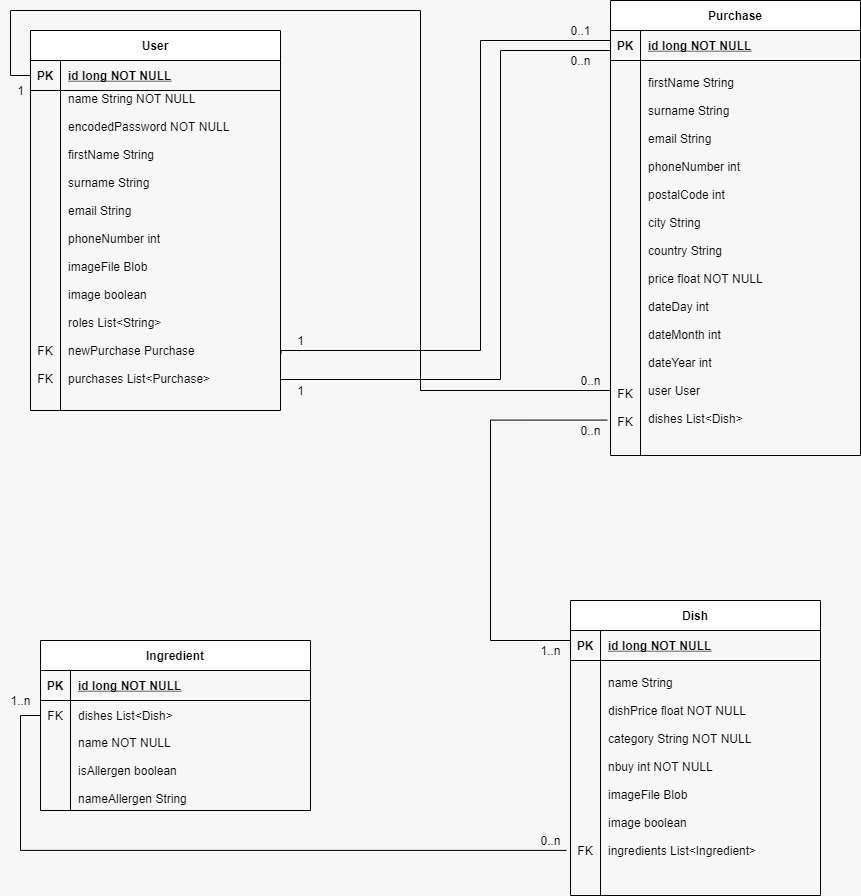 User
PK id long NOT NULL
1
name String NOT NULL
encodedPassword NOT NULL
firstName String
surname String
email String
phoneNumber int
imageFile Blob
image boolean
roles List<String>
FK newPurchase Purchase
1
FK purchases List<Purchase>
1
Purchase
0..1
PK id long NOT NULL
0..n
firstName String
surname String
email String
phoneNumber int
postalCode int
city String
country String
price float NOT NULL
dateDay int
dateMonth int
dateYear int
0..n
FK user User
FK dishes List<Dish>
0..n
Ingredient
PK id long NOT NULL
1..n
FK dishes List<Dish>
name NOT NULL
isAllergen boolean
nameAllergen String
Dish
PK id long NOT NULL
1..n
name String
dishPrice float NOT NULL
category String NOT NULL
nbuy int NOT NULL
imageFile Blob
image boolean
0..n
FK ingredients List<Ingredient>